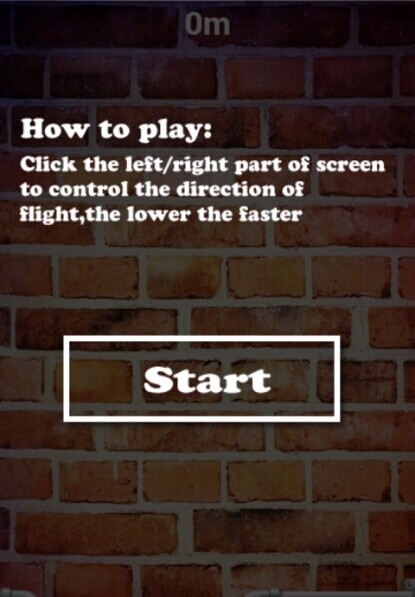 0m
How to play:
Click the left/right part of screen
to control the direction of
flight,the lower the faster
Start